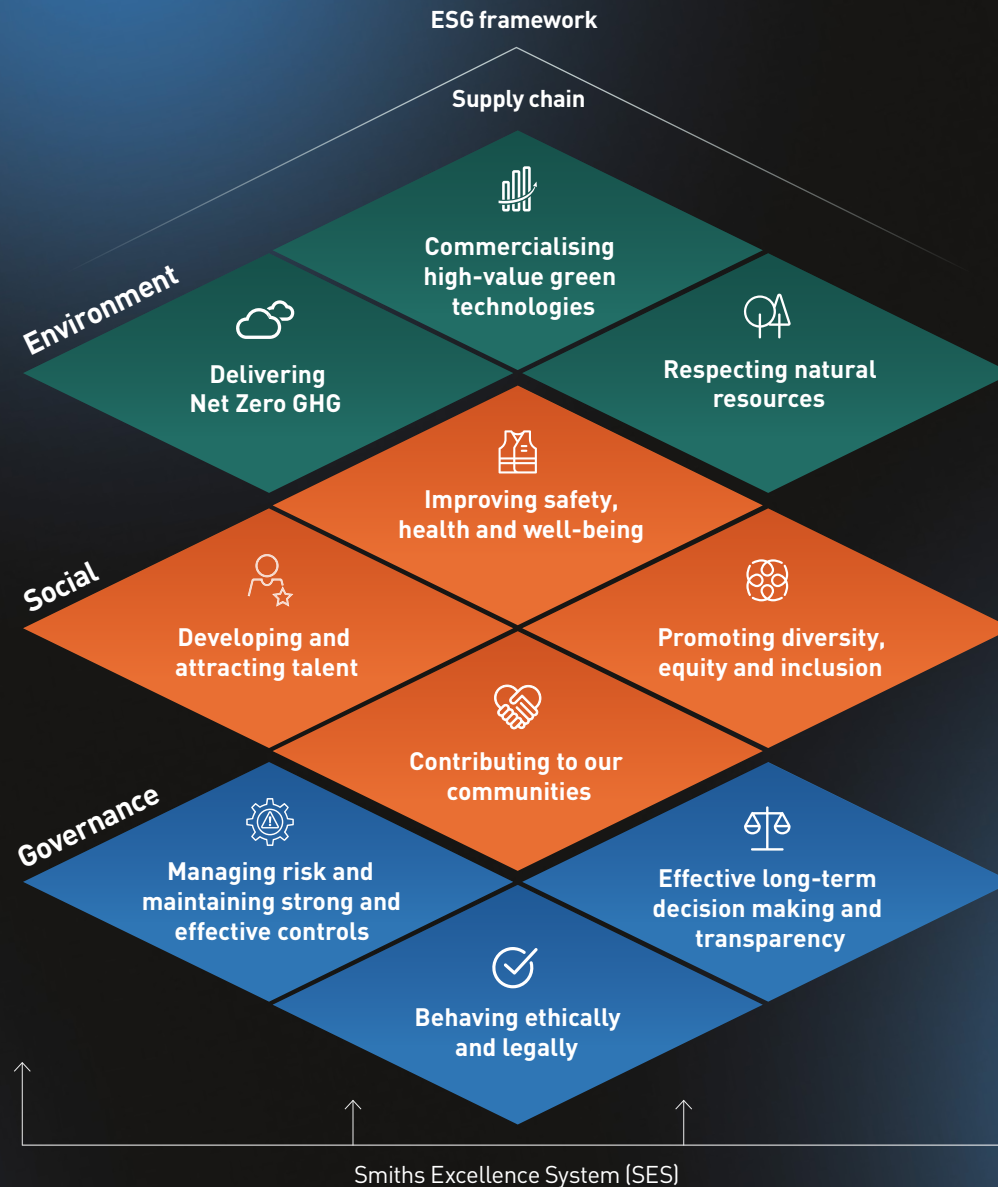 ESG framework
Supply chain
Environment
Commercialising
high-value green
technologies
Delivering
Net Zero GHG
Respecting natural
resources
Social
Improving safety,
health and well-being
Developing and
attracting talent
Promoting diversity,
equity and inclusion
Contributing to our
communities
Governance
Managing risk and
maintaining strong and
effective controls
Effective long-term
decision making and
transparency
Behaving ethically
and legally
Smiths Excellence System (SES)